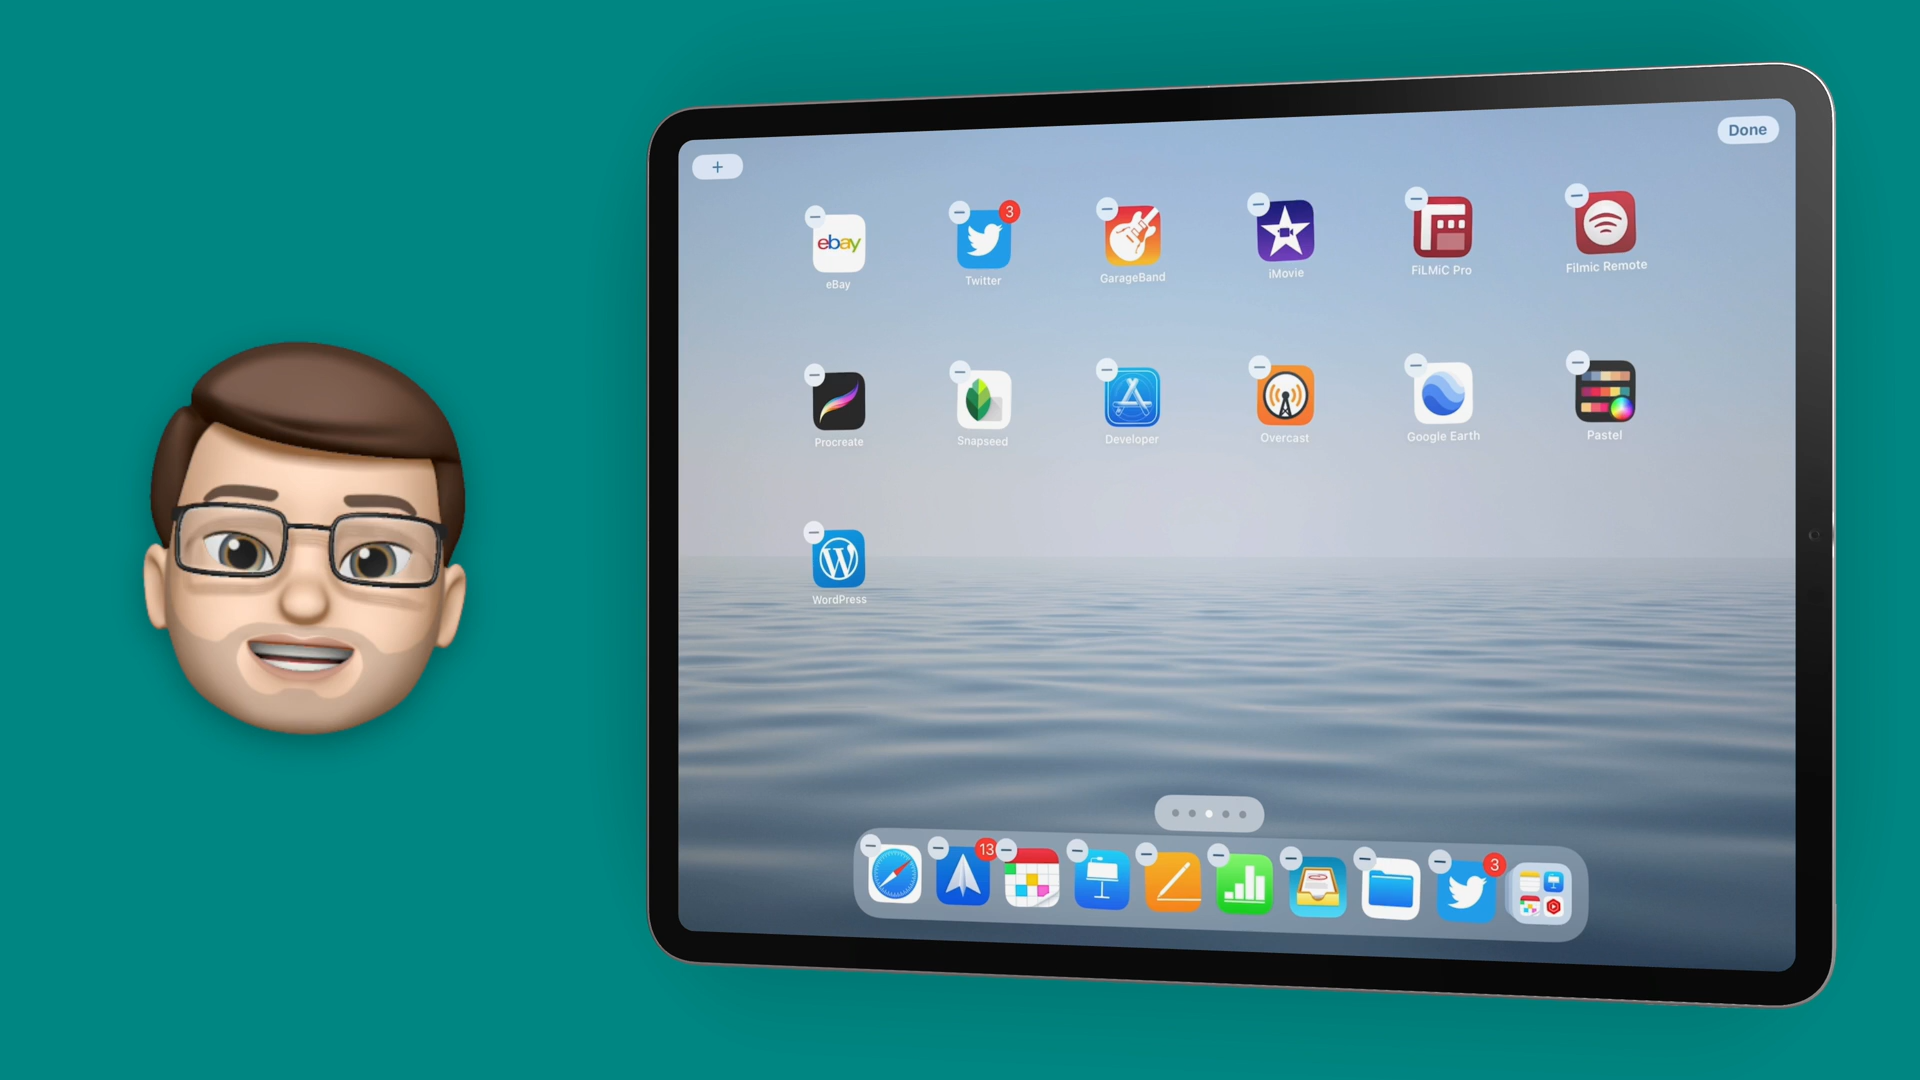 +
Done
ebay
3
eBay
Twitter
GarageBand
iMovie
FiLMiC Pro
Filmic Remote
Procreate
Snapseed
Developer
Overcast
Google Earth
Pastel
W
WordPress
13
3